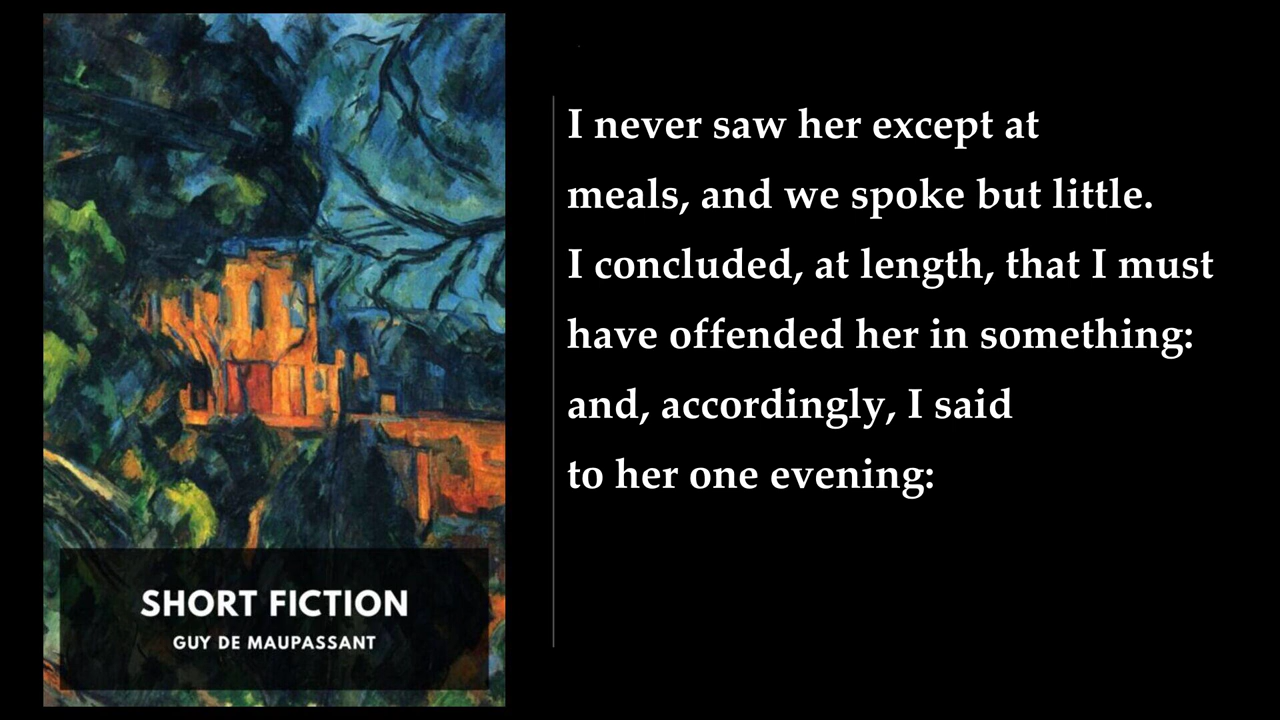 SHORT FICTION
GUY DE MAUPASSANT
I never saw her except at
meals, and we spoke but little.
I concluded, at length, that I must
have offended her in something:
and, accordingly, I said
to her one evening: